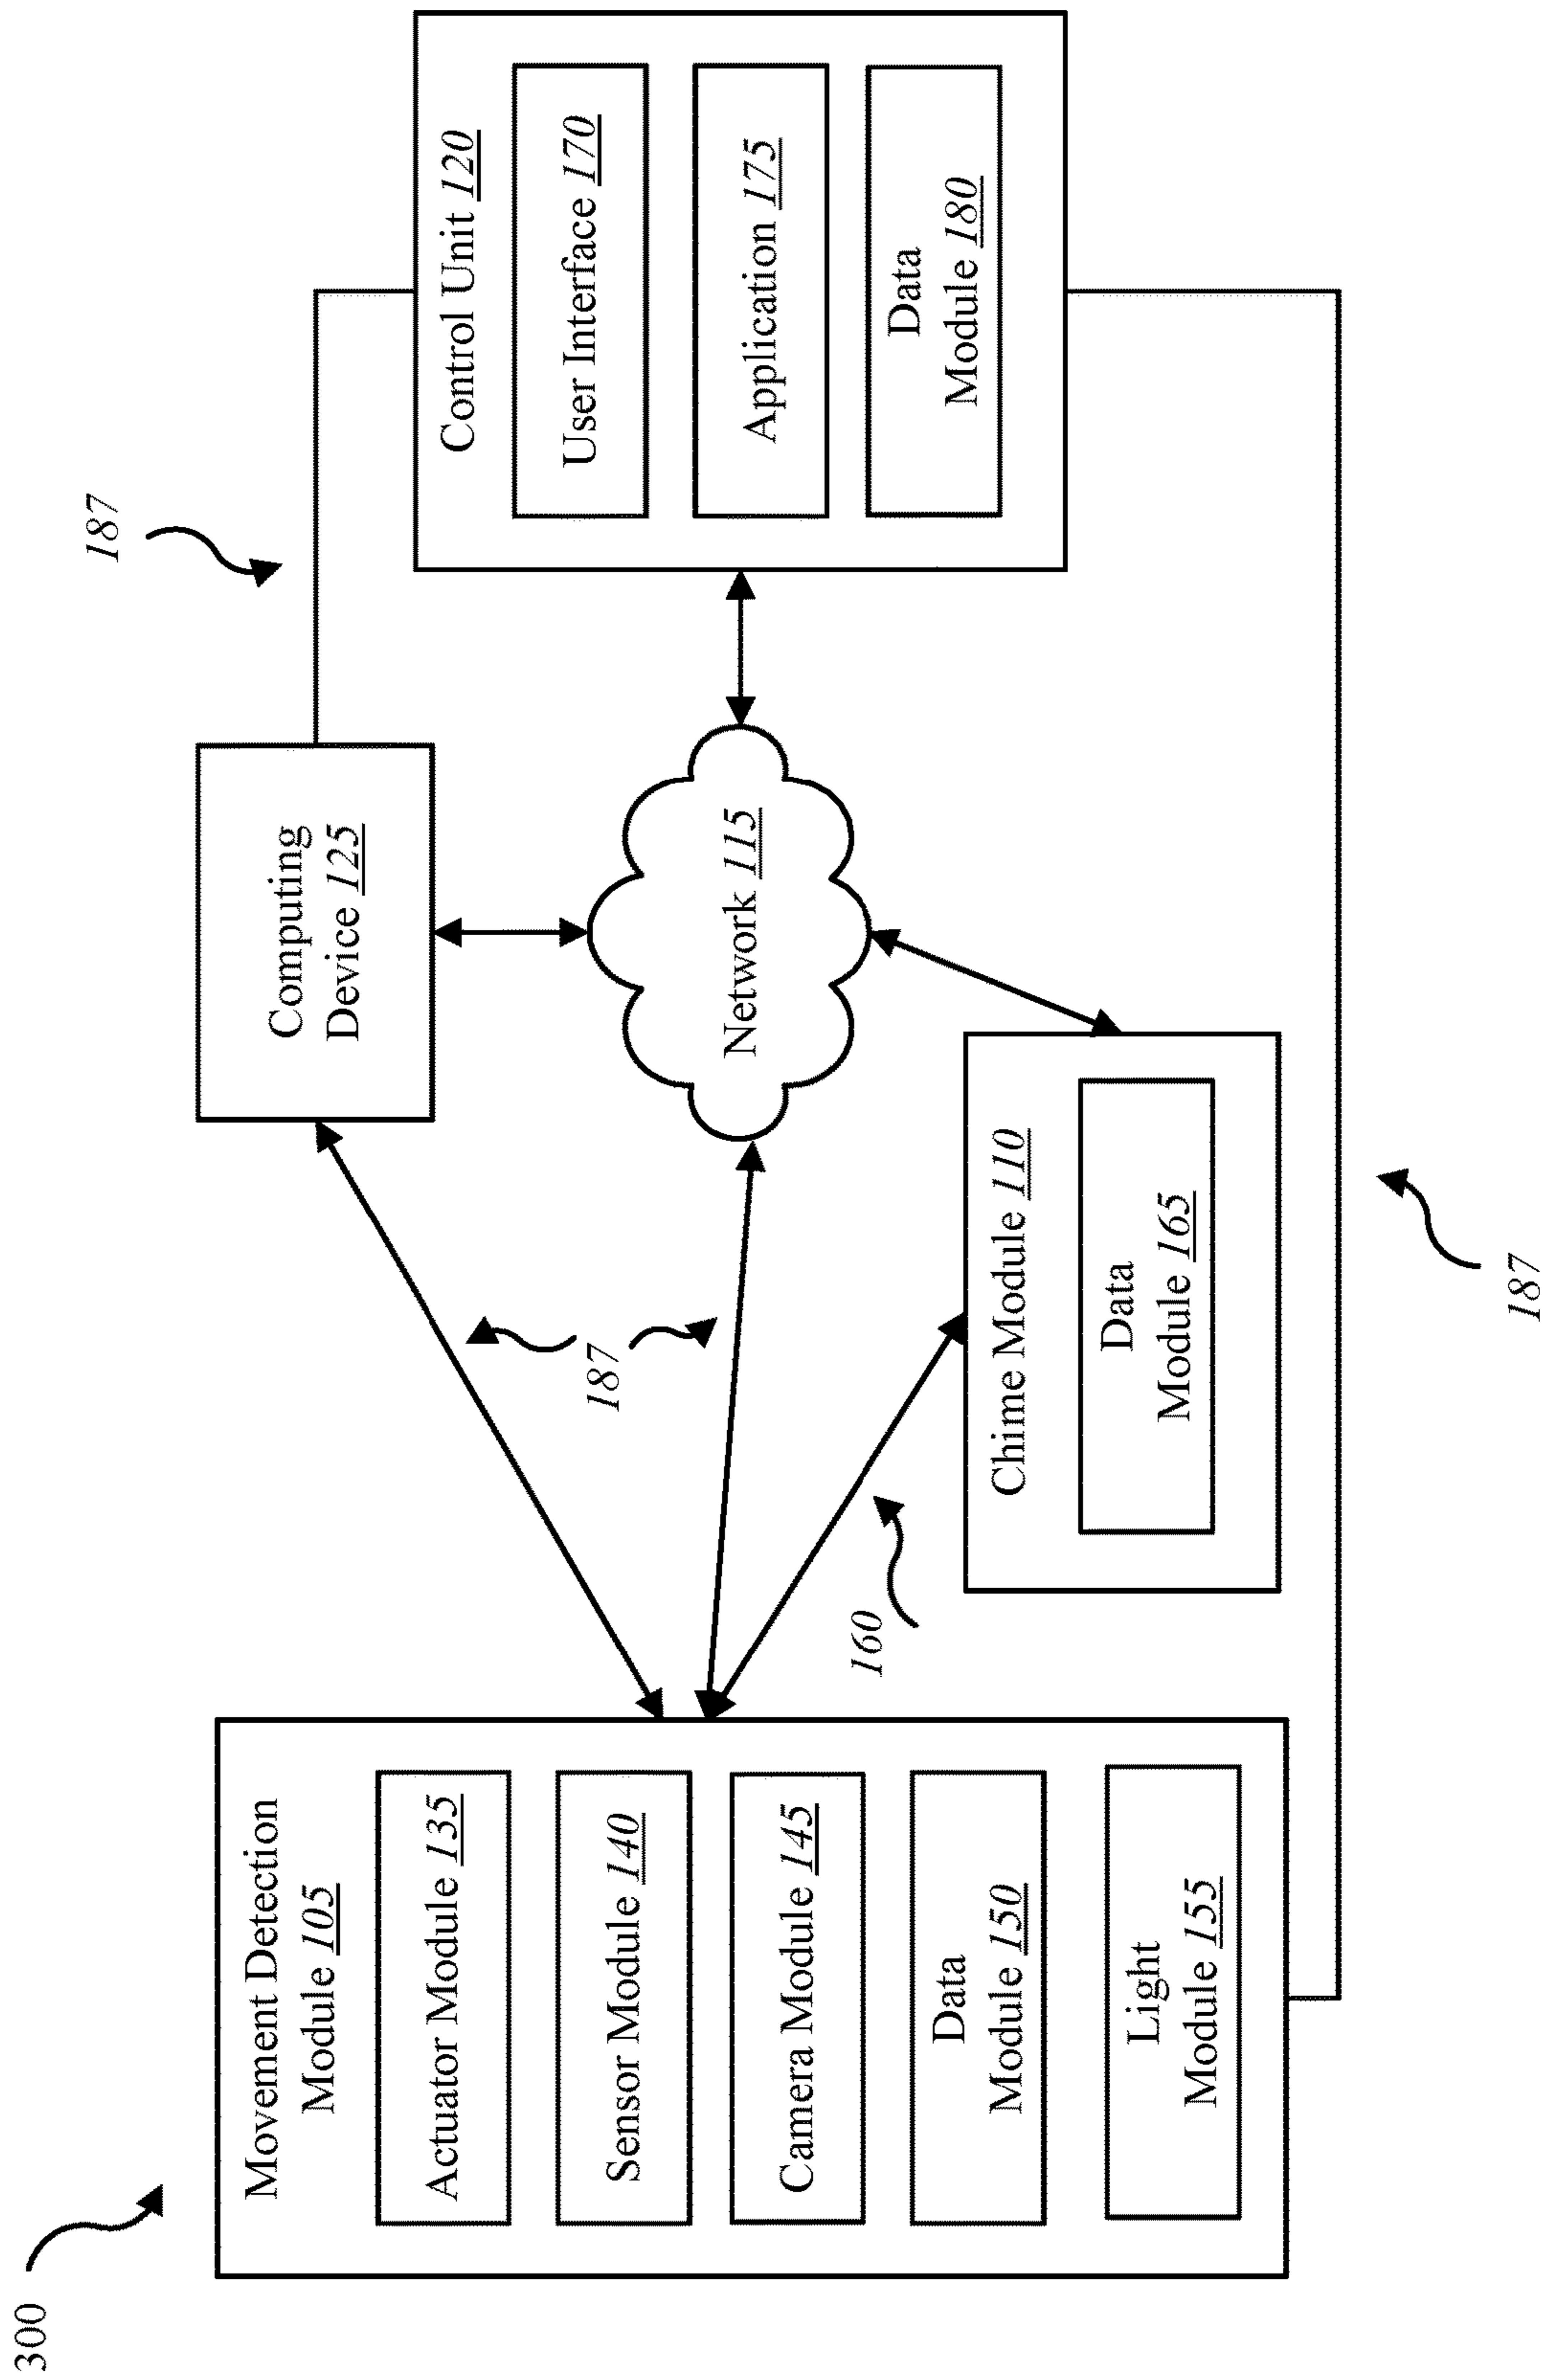 300
Movement Detection
Module 105
Actuator Module 135
Sensor Module 140
Camera Module 145
Data
Module 150
Light
Module 155
187
160
Computing
Device 125
Network 115
Chime Module 110
Data
Module 165
187
Control Unit 120
User Interface 170
Application 175
Data
Module 180
187